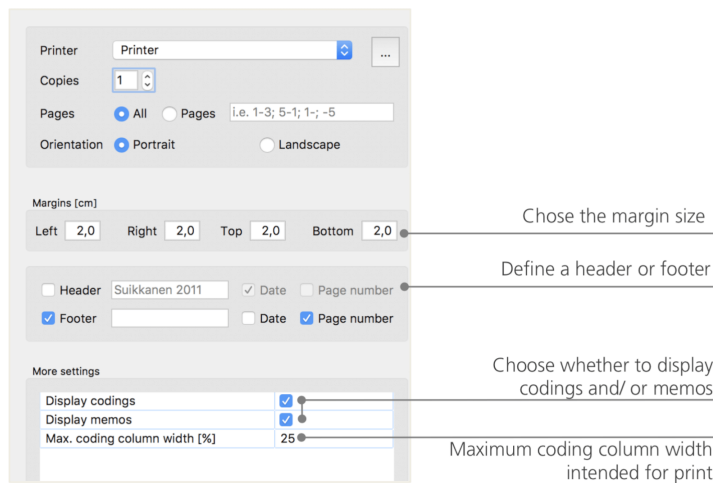 Printer Printer ...
Copies 1
Pages All Pages i.e. 1-3; 5-1; 1-; -5
Orientation Portrait Landscape
Margins [cm]
Left 2,0 Right 2,0 Top 2,0 Bottom 2,0
Chose the margin size
Define a header or footer
Header Suikkanen 2011 Date Page number
Footer Date Page number
More settings
Choose whether to display
codings and/ or memos
Display codings
Display memos
Max. coding column width [%] 25
Maximum coding column width
intended for print